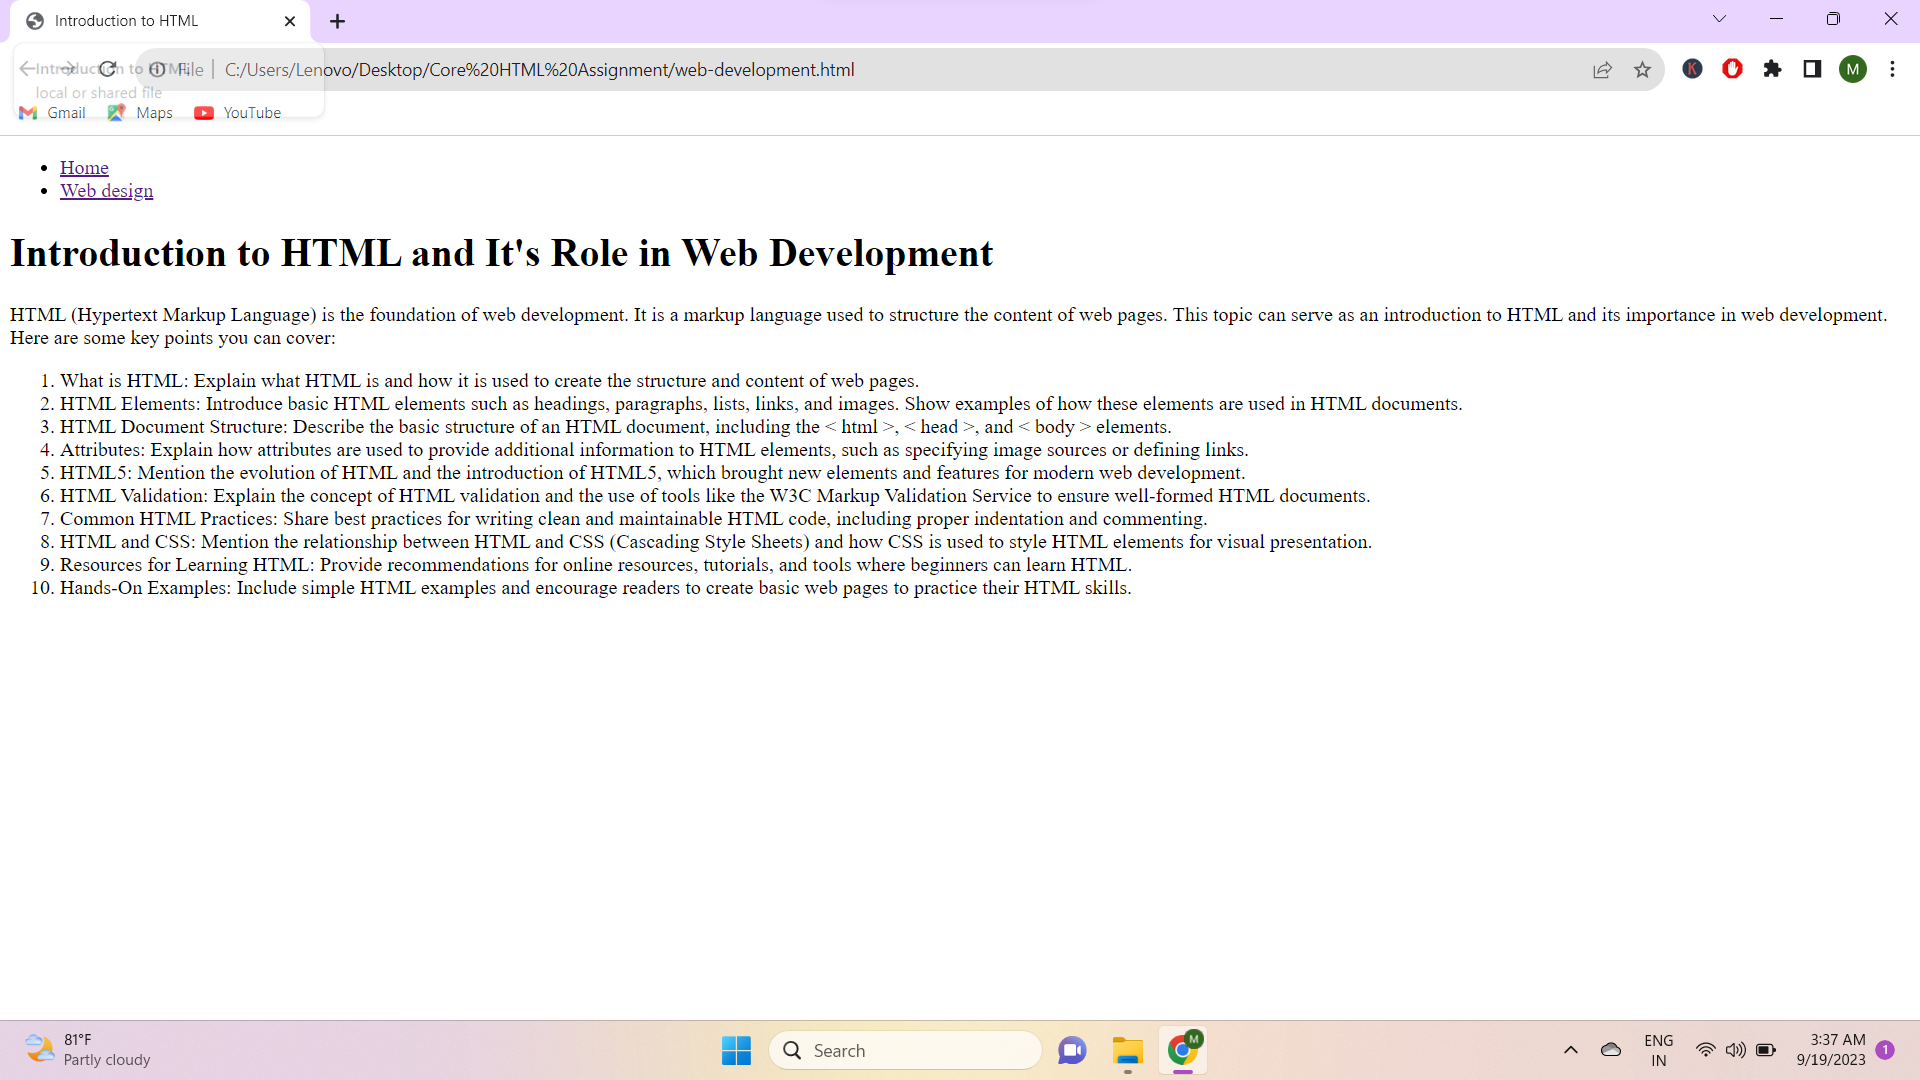 Introduction to HTML
Introduction to HTML
local or shared file
File | C:/Users/Lenovo/Desktop/Core%20HTML%20Assignment/web-development.html
K
M
Gmail
Maps
YouTube
Home
Web design
Introduction to HTML and It's Role in Web Development
HTML (Hypertext Markup Language) is the foundation of web development. It is a markup language used to structure the content of web pages. This topic can serve as an introduction to HTML and its importance in web development.
Here are some key points you can cover:
1. What is HTML: Explain what HTML is and how it is used to create the structure and content of web pages.
2. HTML Elements: Introduce basic HTML elements such as headings, paragraphs, lists, links, and images. Show examples of how these elements are used in HTML documents.
3. HTML Document Structure: Describe the basic structure of an HTML document, including the < html >, < head >, and < body > elements.
4. Attributes: Explain how attributes are used to provide additional information to HTML elements, such as specifying image sources or defining links.
5. HTML5: Mention the evolution of HTML and the introduction of HTML5, which brought new elements and features for modern web development.
6. HTML Validation: Explain the concept of HTML validation and the use of tools like the W3C Markup Validation Service to ensure well-formed HTML documents.
7. Common HTML Practices: Share best practices for writing clean and maintainable HTML code, including proper indentation and commenting.
8. HTML and CSS: Mention the relationship between HTML and CSS (Cascading Style Sheets) and how CSS is used to style HTML elements for visual presentation.
9. Resources for Learning HTML: Provide recommendations for online resources, tutorials, and tools where beginners can learn HTML.
10. Hands-On Examples: Include simple HTML examples and encourage readers to create basic web pages to practice their HTML skills.
81°F
Partly cloudy
Search
M
ENG
IN
3:37 AM
9/19/2023
1